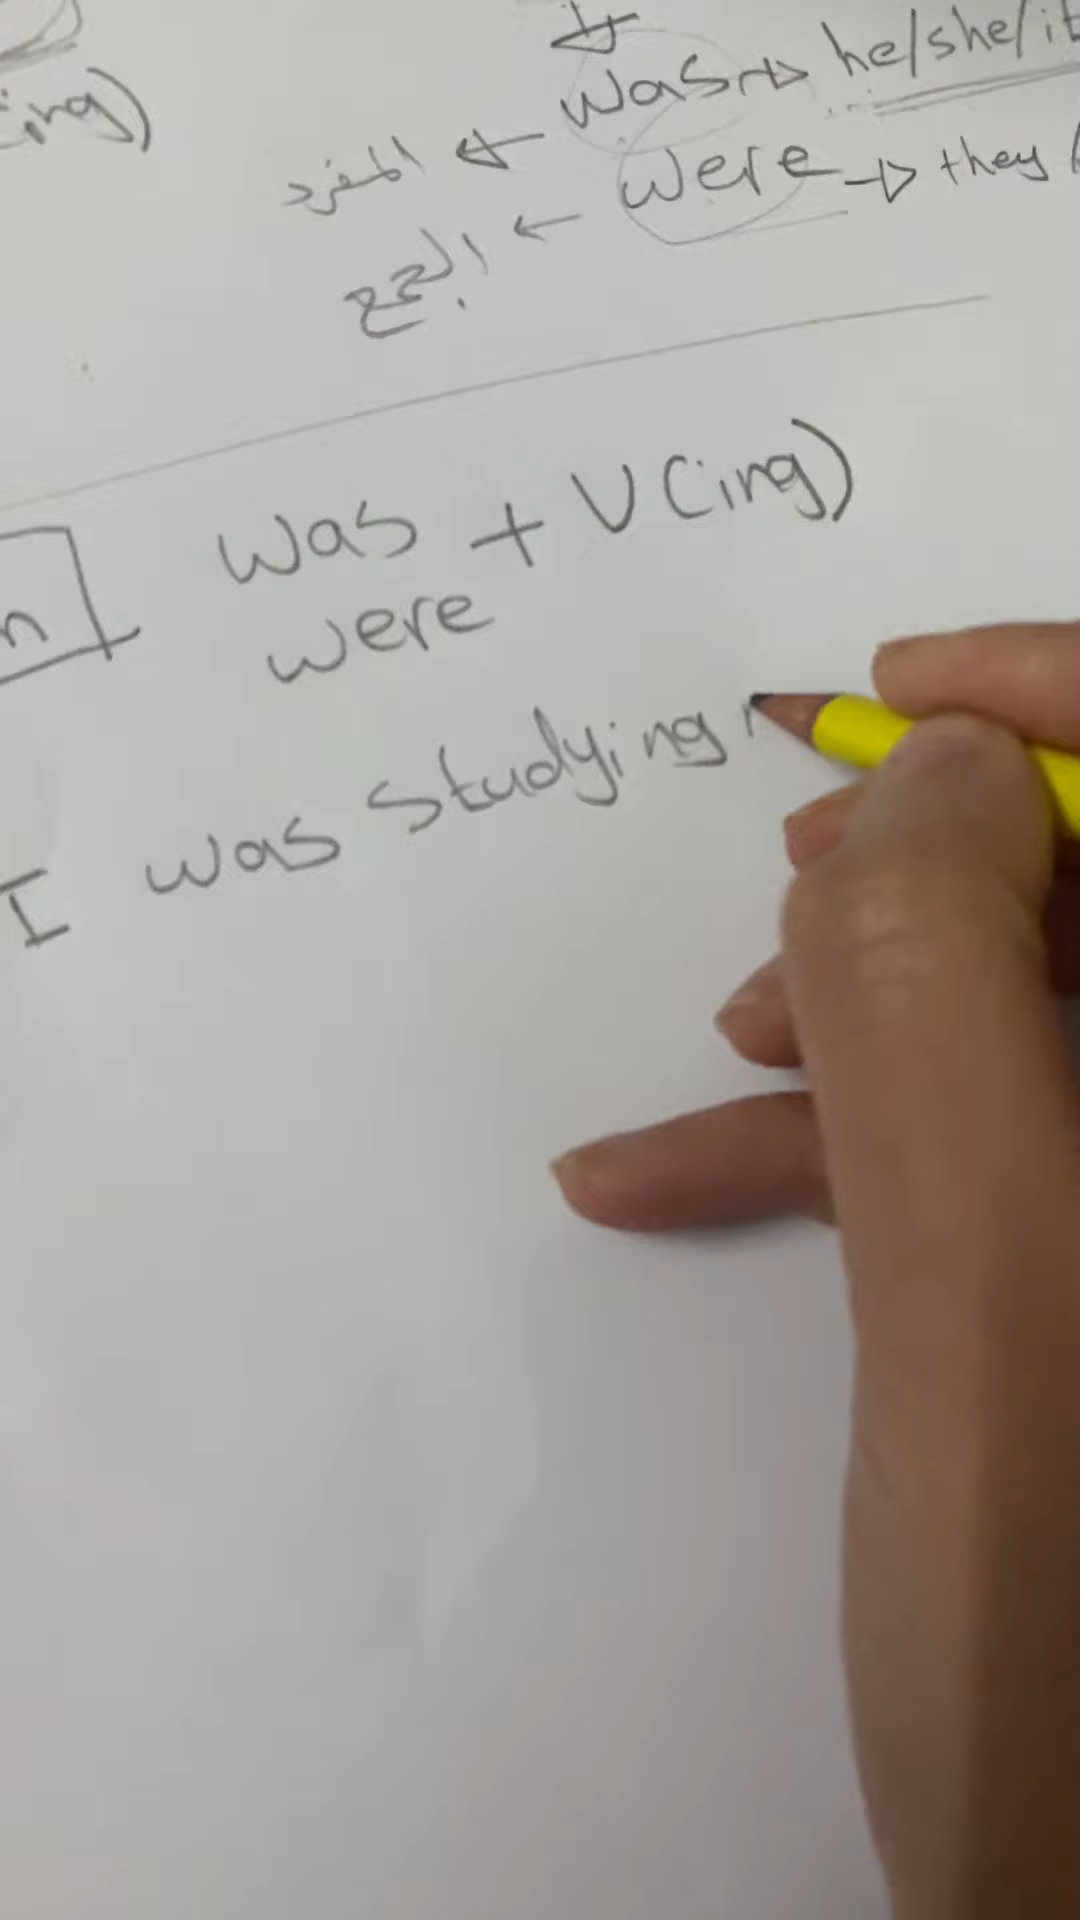 ing)
was → he/she/it
المفرد ←
were → they/
الجمع ←
was + V(ing)
were
n
I was studying